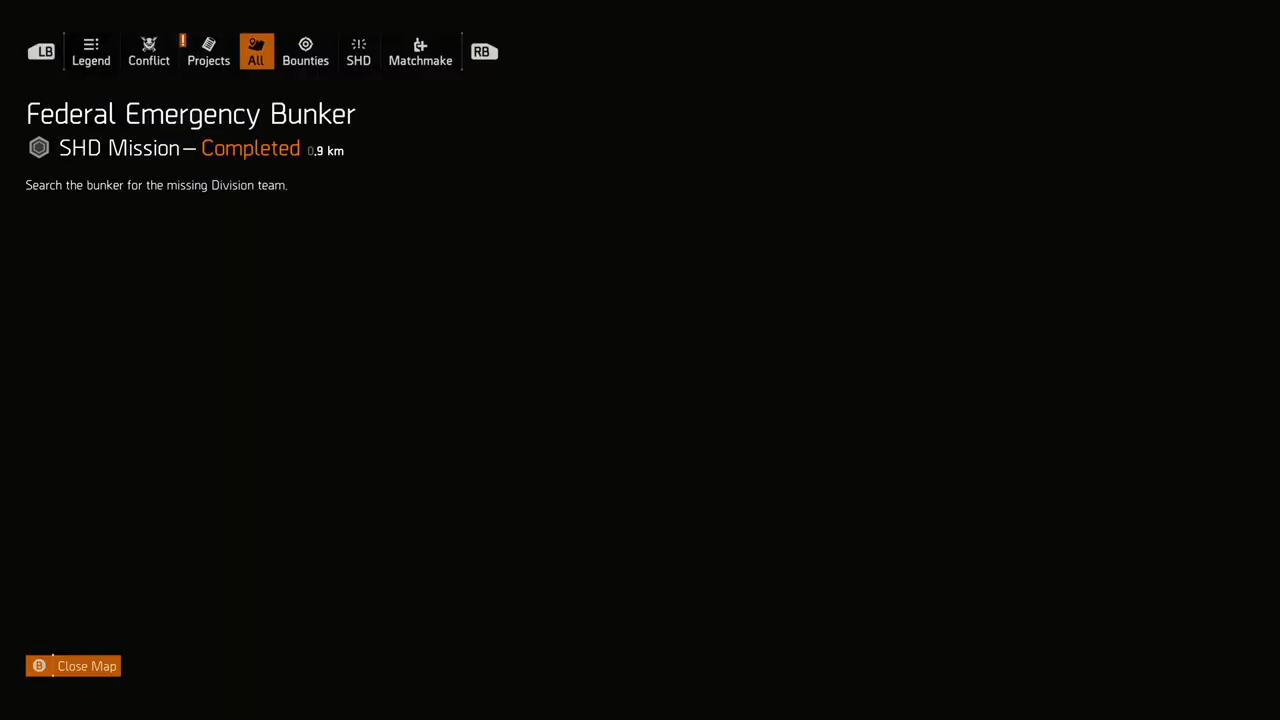 LB Legend Conflict ! Projects All Bounties SHD Matchmake RB
Federal Emergency Bunker
SHD Mission — Completed 0.9 km
Search the bunker for the missing Division team.
B Close Map